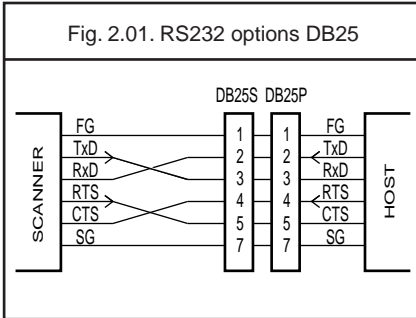 Fig. 2.01. RS232 options DB25
DB25S DB25P
FG 1 1 FG
TxD 2 2 TxD
RxD 3 3 RxD
RTS 4 4 RTS
CTS 5 5 CTS
SG 7 7 SG
SCANNER
HOST